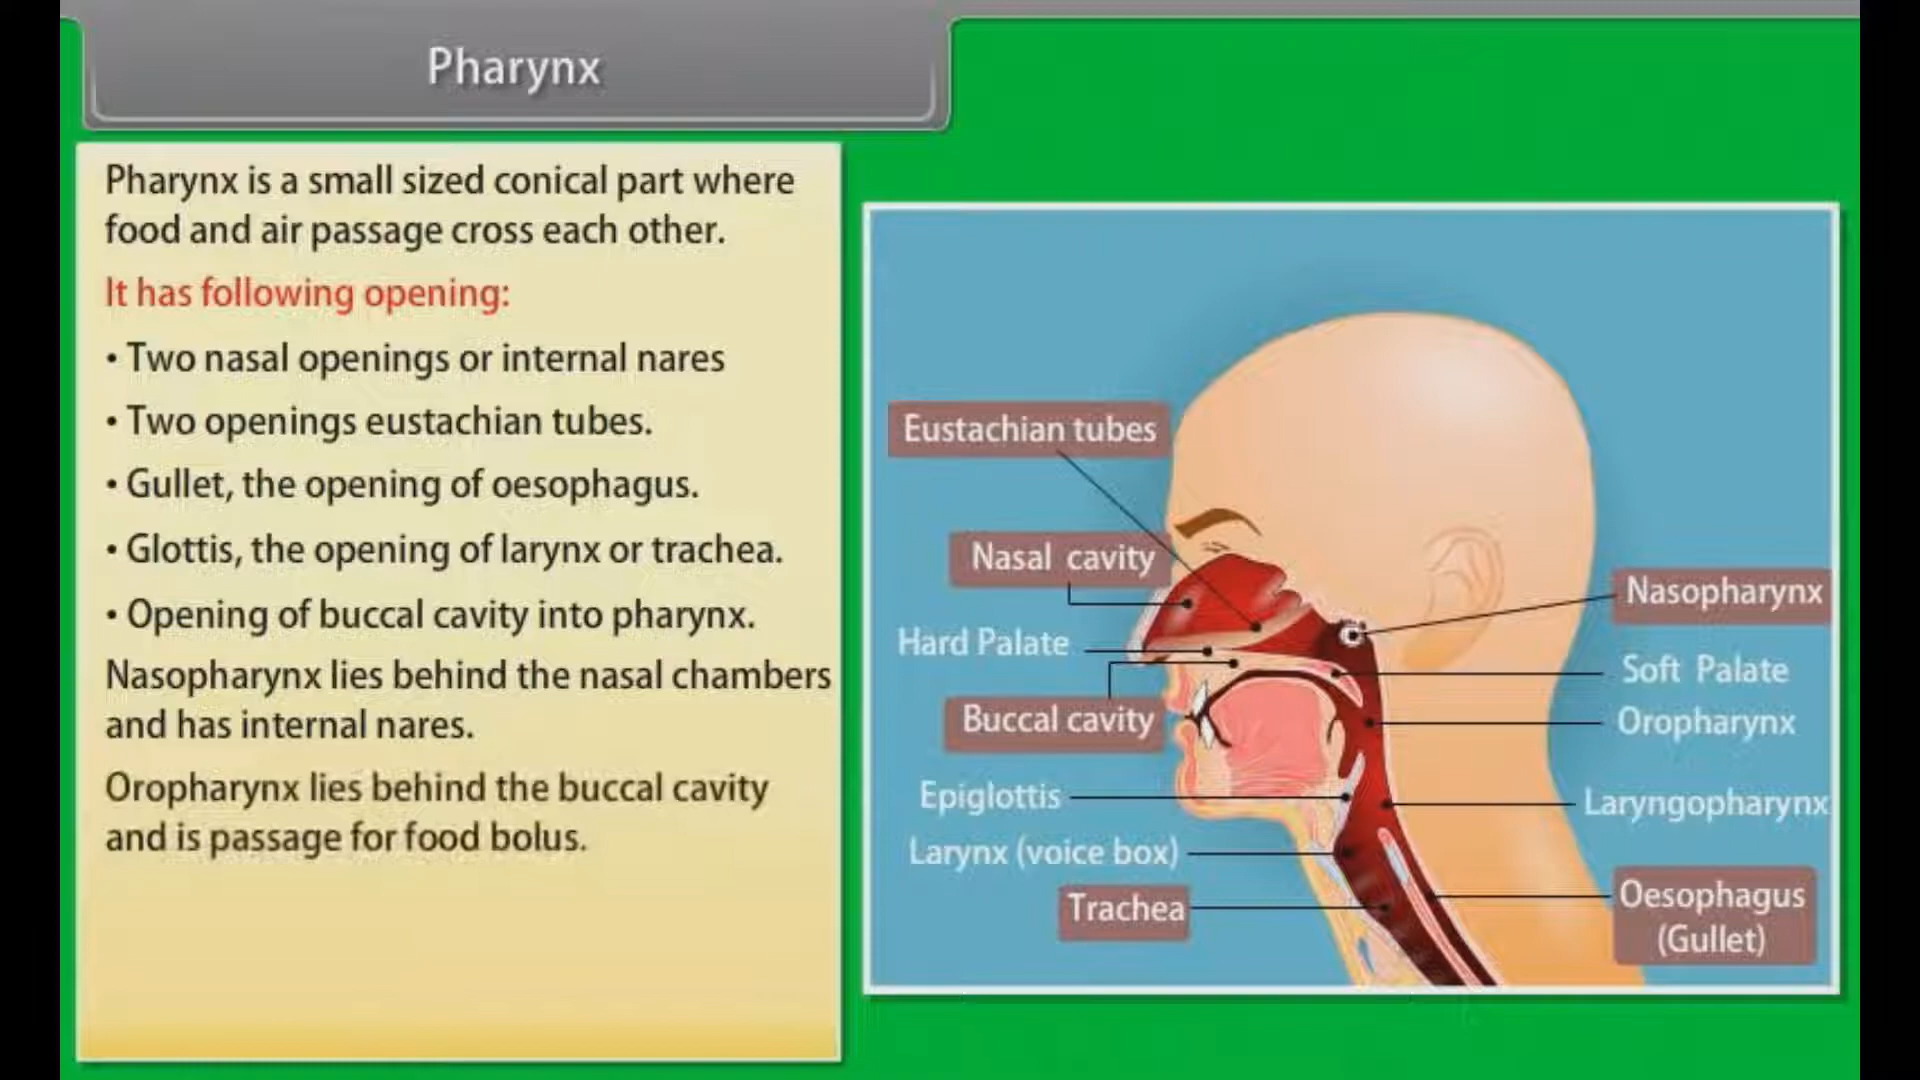 Pharynx
Pharynx is a small sized conical part where
food and air passage cross each other.
It has following opening:
• Two nasal openings or internal nares
• Two openings eustachian tubes.
• Gullet, the opening of oesophagus.
• Glottis, the opening of larynx or trachea.
• Opening of buccal cavity into pharynx.
Nasopharynx lies behind the nasal chambers
and has internal nares.
Oropharynx lies behind the buccal cavity
and is passage for food bolus.
Eustachian tubes
Nasal cavity
Hard Palate
Buccal cavity
Epiglottis
Larynx (voice box)
Trachea
Nasopharynx
Soft Palate
Oropharynx
Laryngopharynx
Oesophagus
(Gullet)